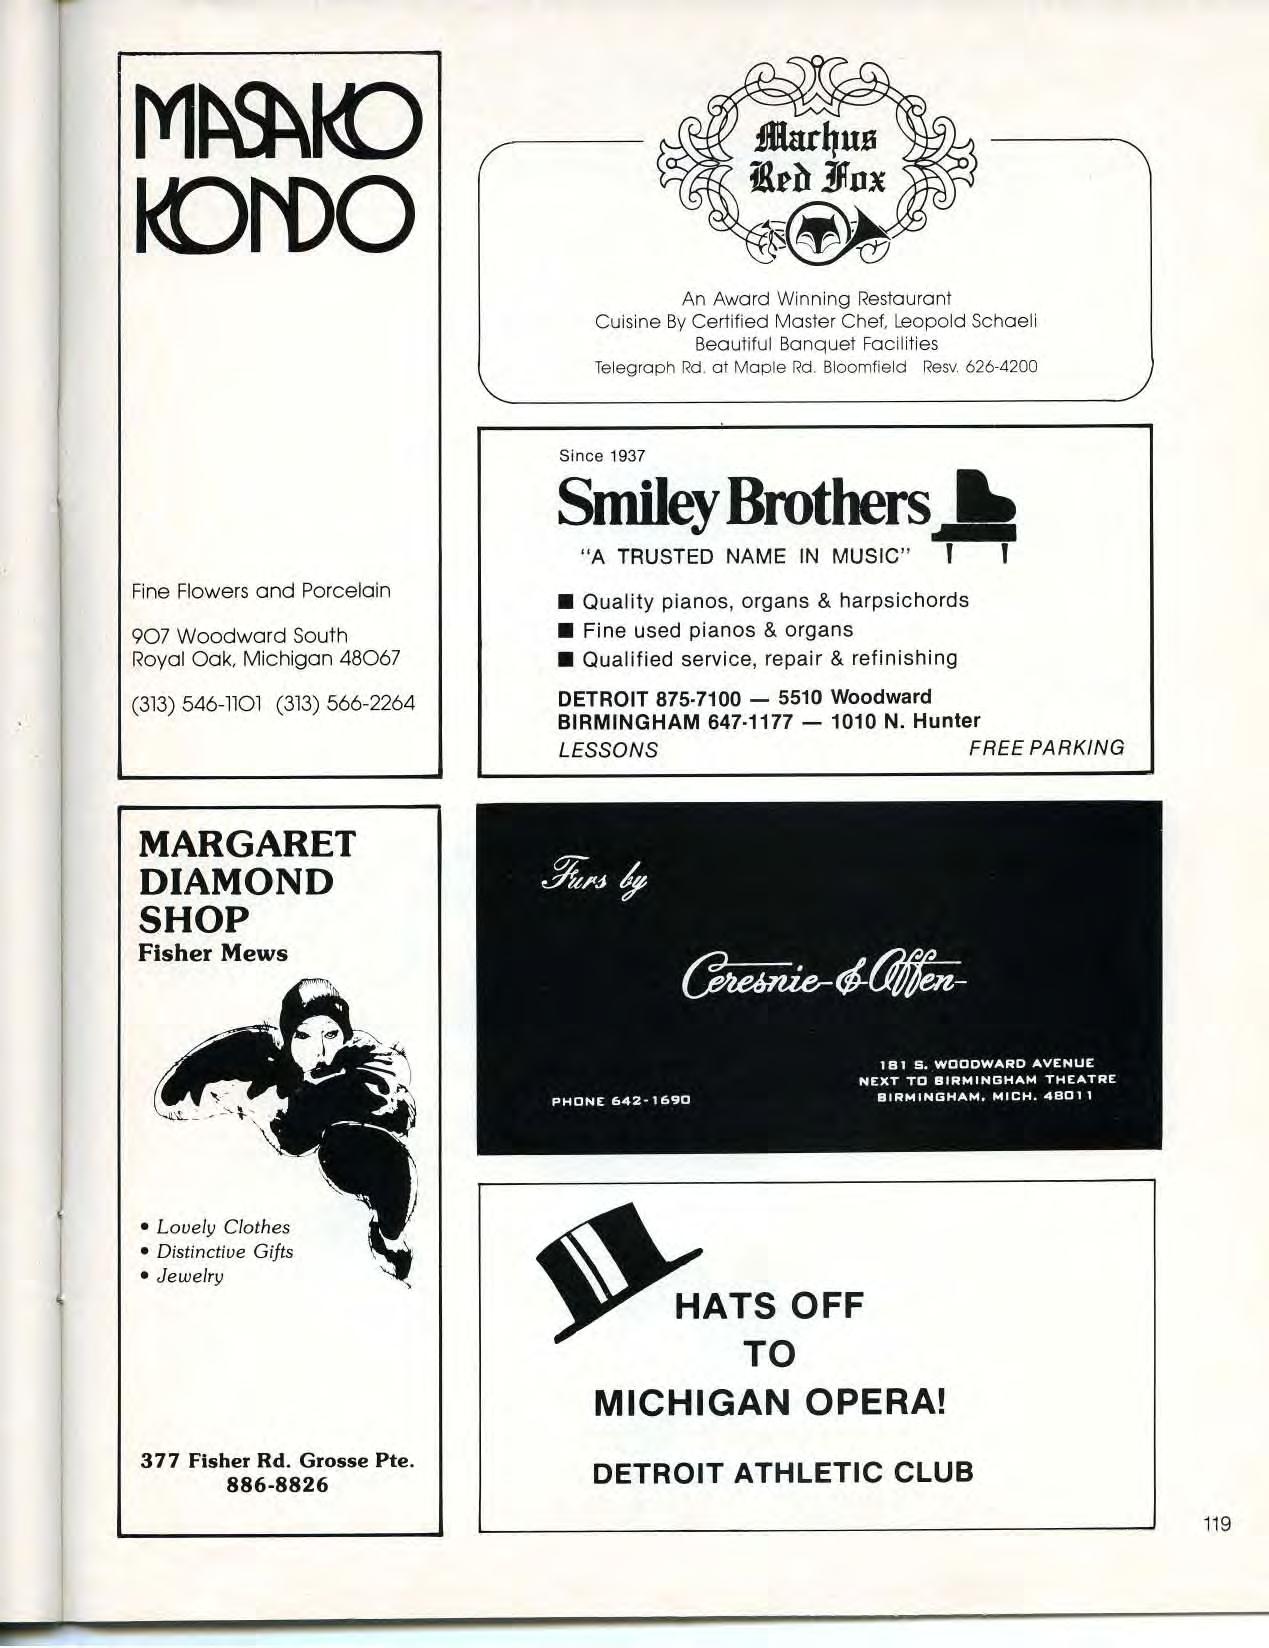 MASAKO
KONDO
Fine Flowers and Porcelain
907 Woodward South
Royal Oak, Michigan 48067
(313) 546-1101 (313) 566-2264
Machus
Red Fox
An Award Winning Restaurant
Cuisine By Certified Master Chef, Leopold Schaeli
Beautiful Banquet Facilities
Telegraph Rd. at Maple Rd. Bloomfield Resv. 626-4200
Since 1937
Smiley Brothers
"A TRUSTED NAME IN MUSIC"
■ Quality pianos, organs & harpsichords
■ Fine used pianos & organs
■ Qualified service, repair & refinishing
DETROIT 875-7100 — 5510 Woodward
BIRMINGHAM 647-1177 — 1010 N. Hunter
LESSONS FREE PARKING
MARGARET
DIAMOND
SHOP
Fisher Mews
• Lovely Clothes
• Distinctive Gifts
• Jewelry
377 Fisher Rd. Grosse Pte.
886-8826
Furs by
Ceresnie & Offen
181 S. WOODWARD AVENUE
NEXT TO BIRMINGHAM THEATRE
PHONE 642-1690 BIRMINGHAM, MICH. 48011
HATS OFF
TO
MICHIGAN OPERA!
DETROIT ATHLETIC CLUB
119